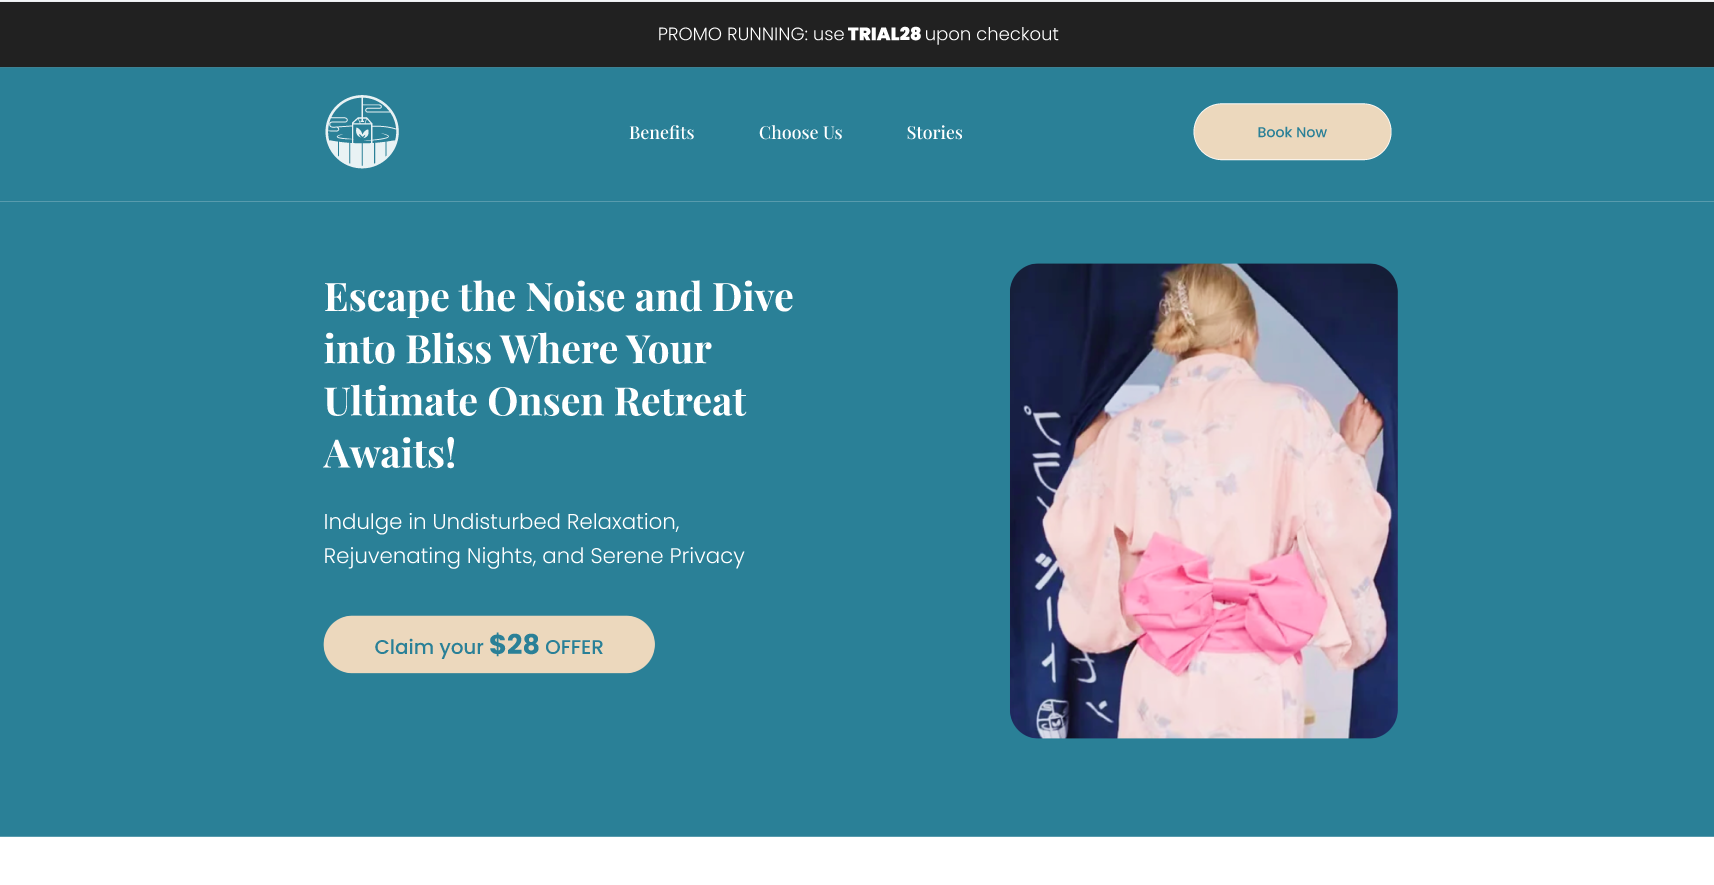 PROMO RUNNING: use TRIAL28 upon checkout
Benefits
Choose Us
Stories
Book Now
Escape the Noise and Dive
into Bliss Where Your
Ultimate Onsen Retreat
Awaits!
Indulge in Undisturbed Relaxation,
Rejuvenating Nights, and Serene Privacy
Claim your $28 OFFER